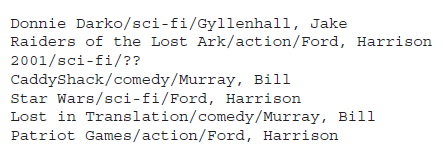 Donnie Darko/sci-fi/Gyllenhall, Jake
Raiders of the Lost Ark/action/Ford, Harrison
2001/sci-fi/??
CaddyShack/comedy/Murray, Bill
Star Wars/sci-fi/Ford, Harrison
Lost in Translation/comedy/Murray, Bill
Patriot Games/action/Ford, Harrison